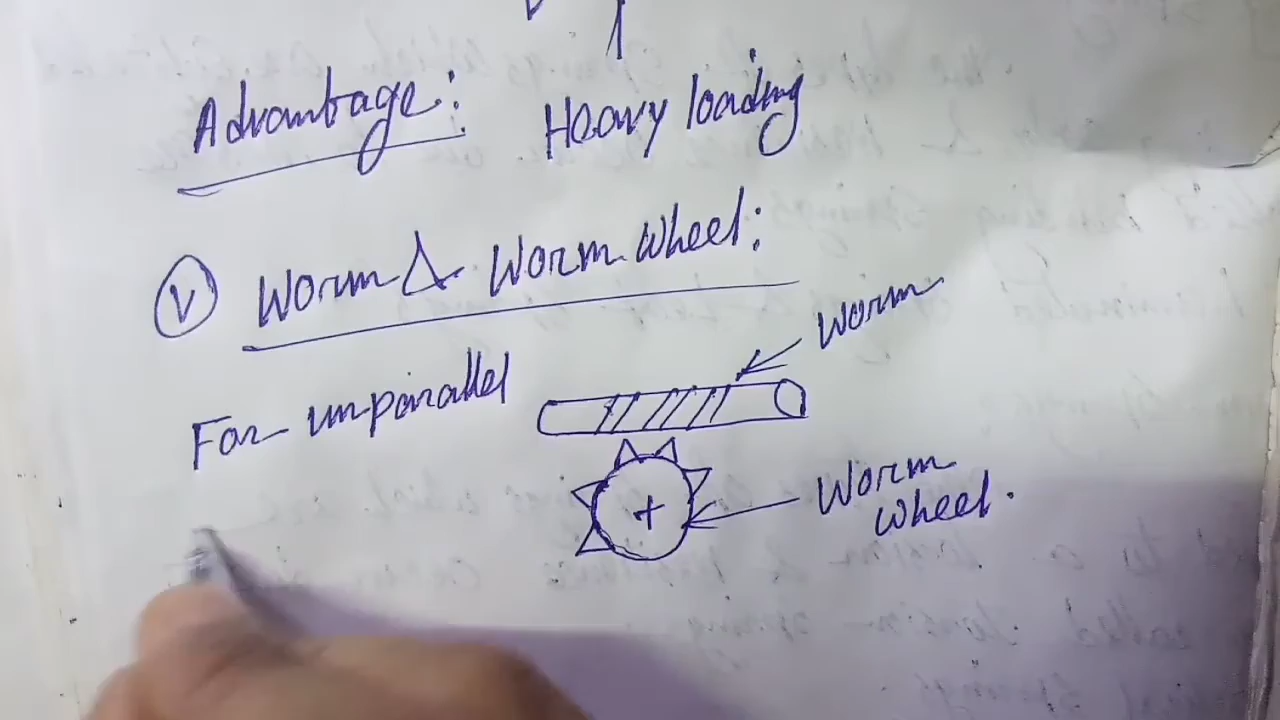 Advantage: Heavy loading
(V) Worm & Worm Wheel:
Worm
For unparallel
Worm
wheel.